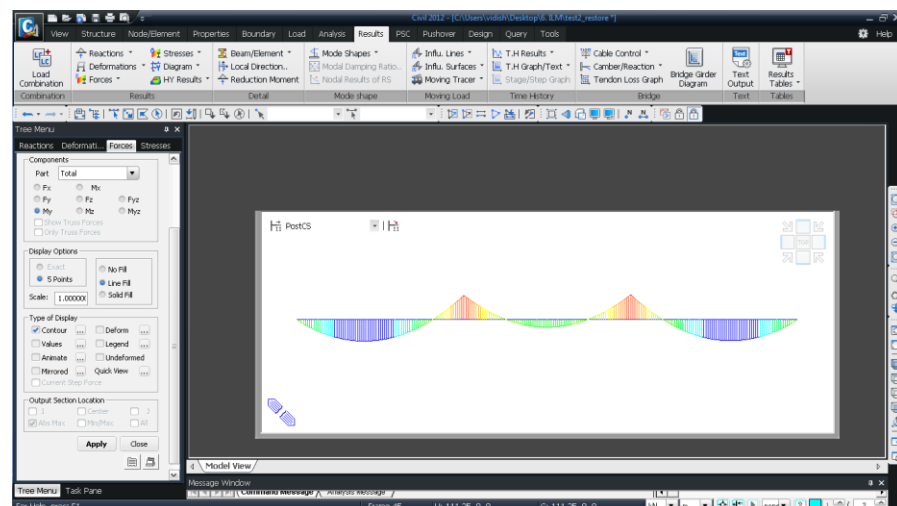 Civil 2012 - [C:\Users\vidish\Desktop\6. ILM\test2_restore *]
View Structure Node/Element Properties Boundary Load Analysis Results PSC Pushover Design Query Tools Help
Load Combination
Reactions Deformations Forces
Stresses Diagram HY Results
Beam/Element Local Direction.. Reduction Moment
Mode Shapes Modal Damping Ratio.. Nodal Results of RS
Influ. Lines Influ. Surfaces Moving Tracer
T.H Results T.H Graph/Text Stage/Step Graph
Cable Control Camber/Reaction Tendon Loss Graph
Bridge Girder Diagram
Text Output
Results Tables
Combination Results Detail Mode shape Moving Load Time History Bridge Text Tables
Tree Menu
Reactions Deformati... Forces Stresses
Components
Part Total
Fx Mx
Fy Fz Fyz
My Mz Myz
Show Truss Forces
Only Truss Forces
Display Options
Exact
5 Points
No Fill
Line Fill
Solid Fill
Scale: 1.00000
Type of Display
Contour ... Deform ...
Values ... Legend ...
Animate ... Undeformed
Mirrored ... Quick View ...
Current Step Force
Output Section Location
I Center J
Abs Max Min/Max All
Apply Close
Tree Menu Task Pane
PostCS
TOP
Model View
Message Window
Command Message Analysis Message
For Help, press F1